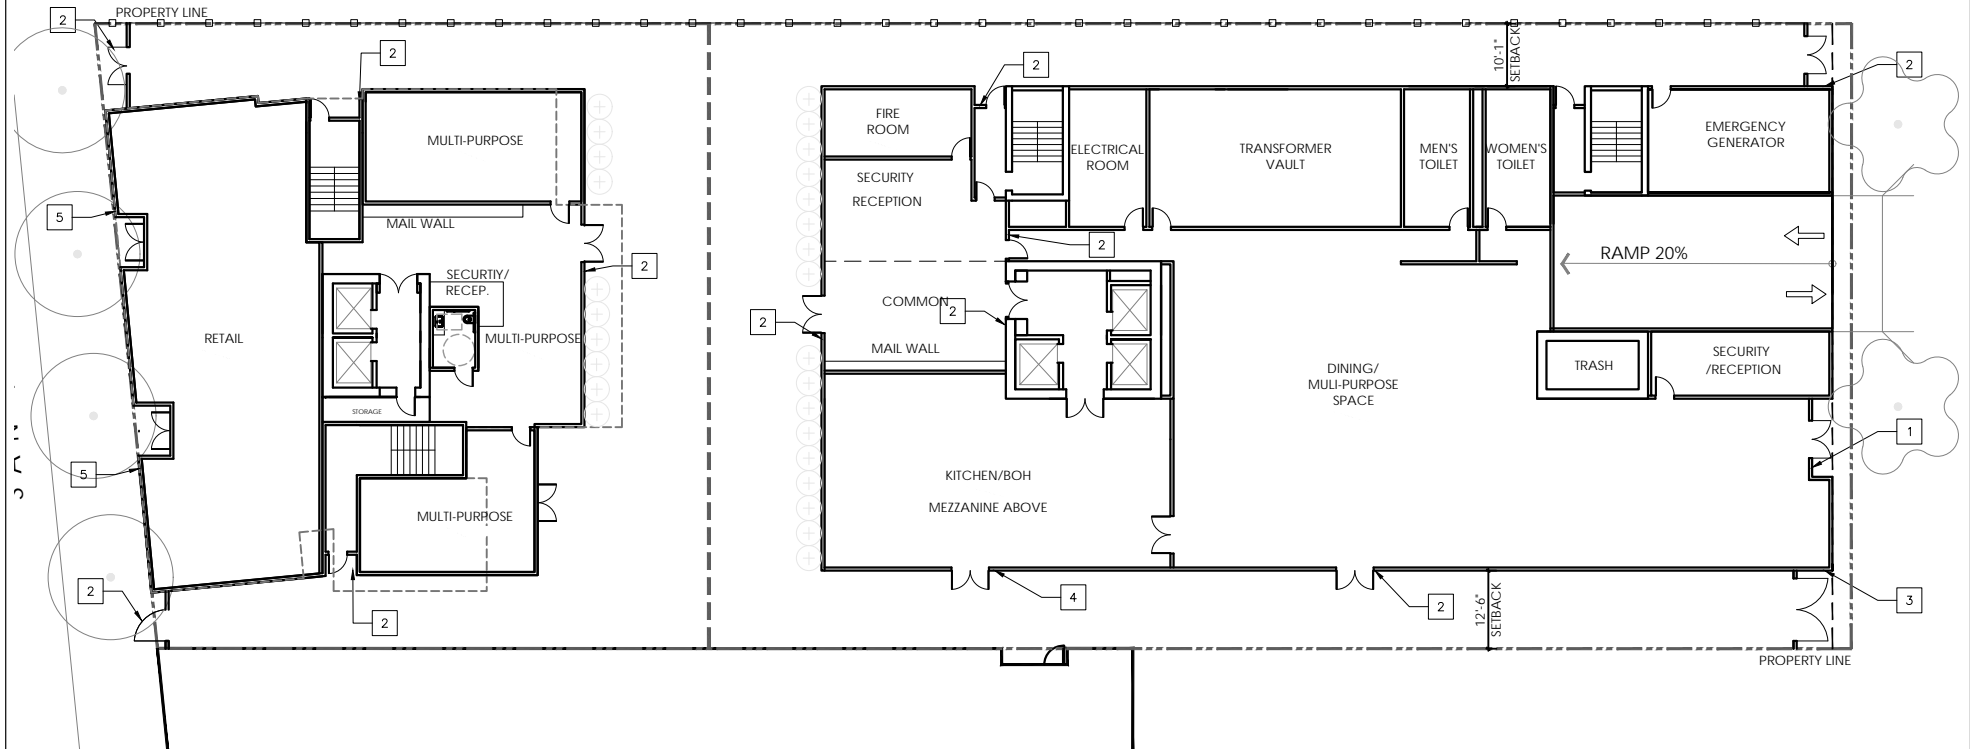 PROPERTY LINE
2
2
2
10'-1"
SETBACK
2
MULTI-PURPOSE
FIRE
ROOM
ELECTRICAL
ROOM
TRANSFORMER
VAULT
MEN'S
TOILET
WOMEN'S
TOILET
EMERGENCY
GENERATOR
SECURITY
RECEPTION
5
MAIL WALL
2
2
RAMP 20%
SECURTIY/
RECEP.
COMMON
2
2
RETAIL
MULTI-PURPOSE
MAIL WALL
DINING/
MULI-PURPOSE
SPACE
TRASH
SECURITY
/RECEPTION
STORAGE
1
SAN
5
KITCHEN/BOH
MEZZANINE ABOVE
MULTI-PURPOSE
2
2
4
2
12'-6"
SETBACK
3
PROPERTY LINE